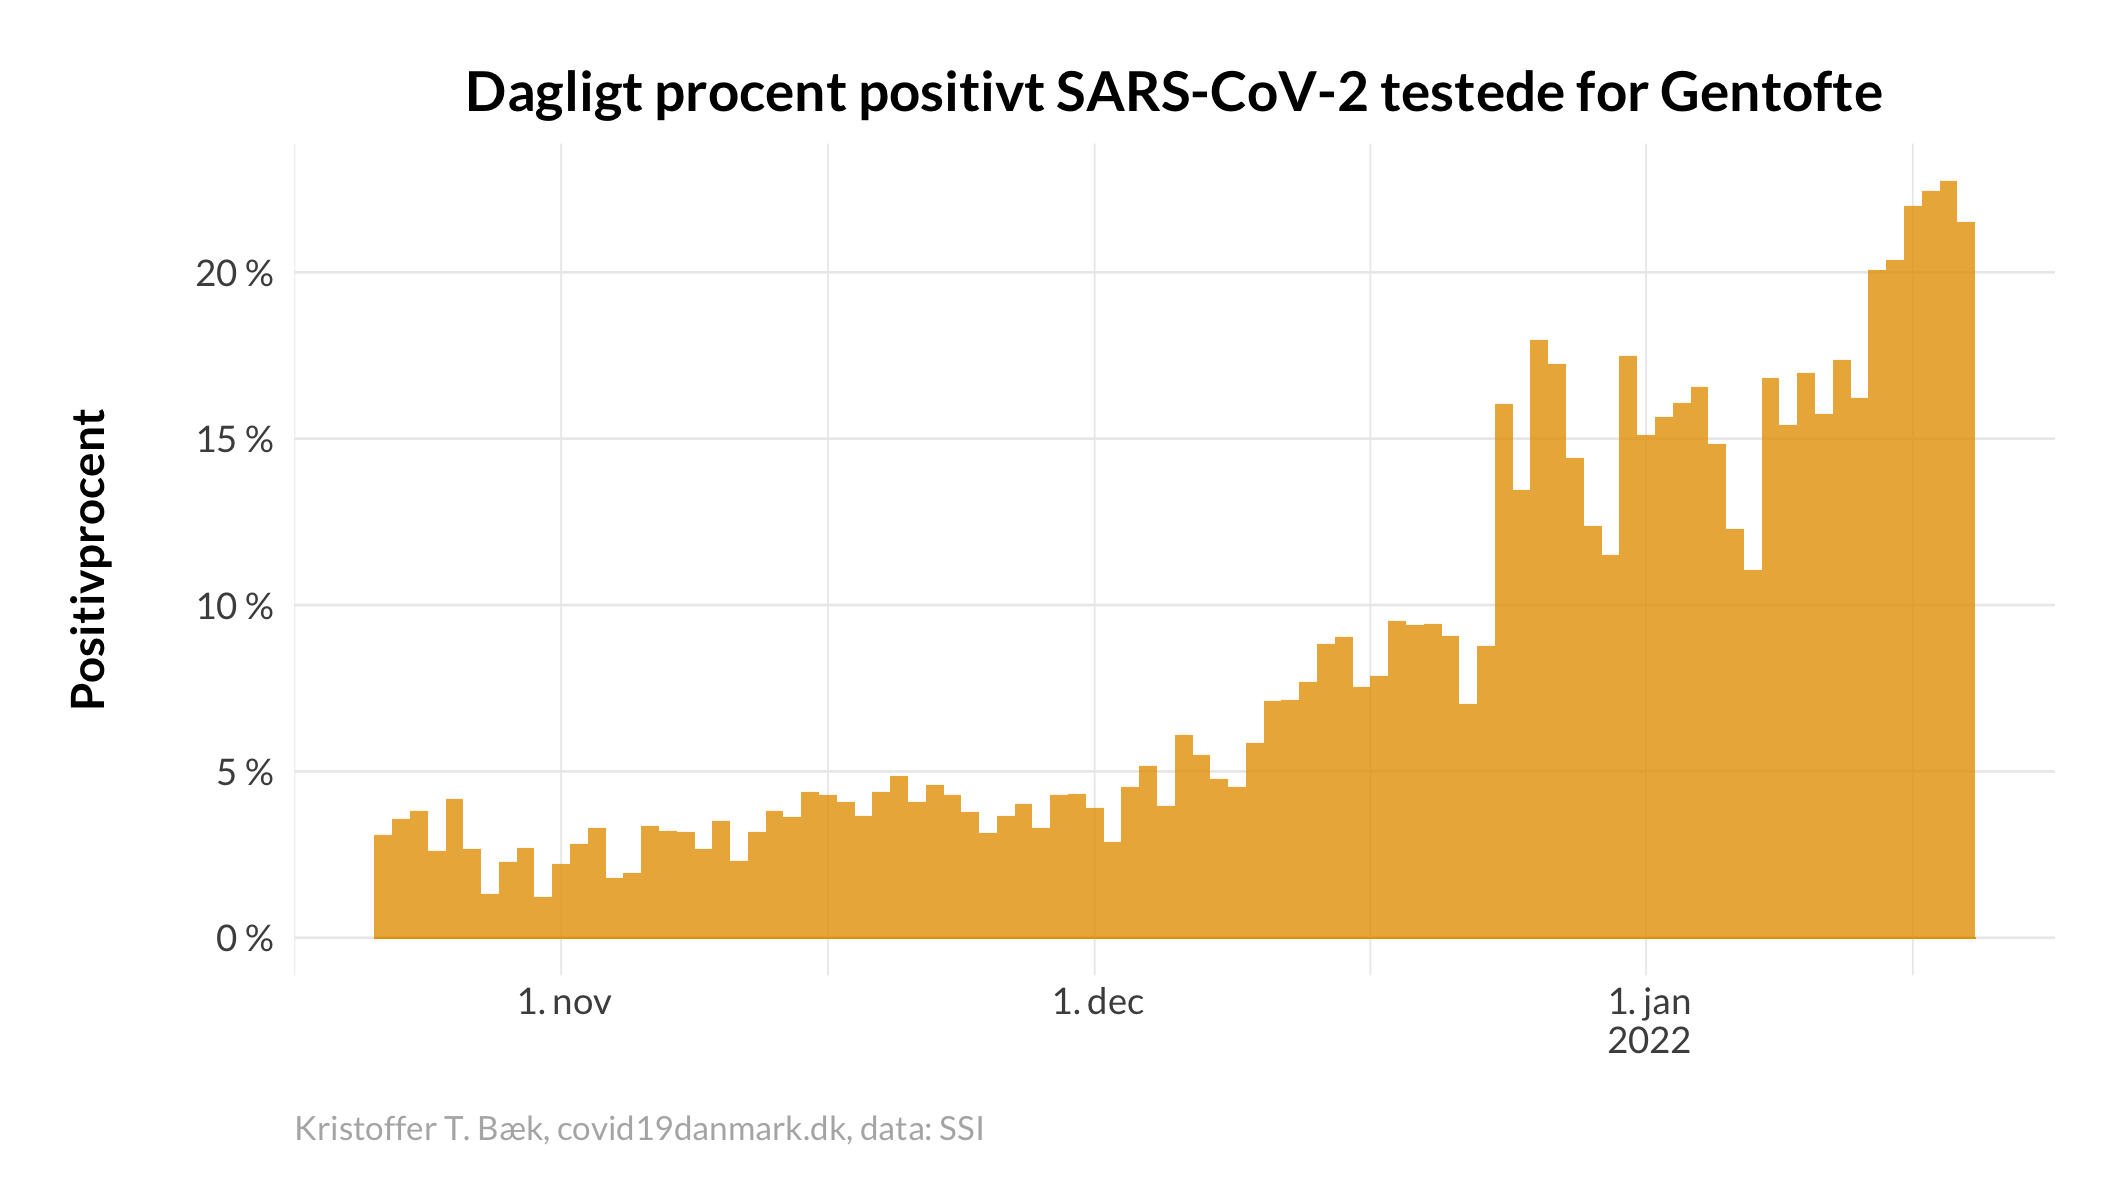 Dagligt procent positivt SARS-CoV-2 testede for Gentofte
Positivprocent
20 %
15 %
10 %
5 %
0 %
1. nov
1. dec
1. jan
2022
Kristoffer T. Bæk, covid19danmark.dk, data: SSI